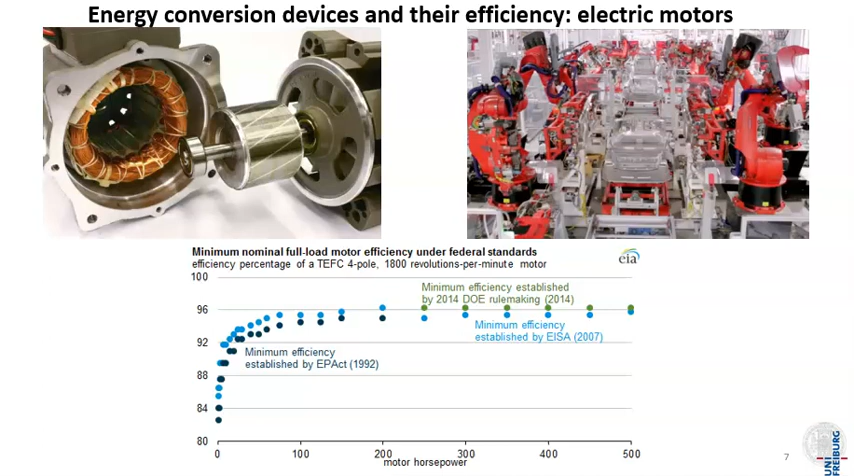 Energy conversion devices and their efficiency: electric motors
Minimum nominal full-load motor efficiency under federal standards
efficiency percentage of a TEFC 4-pole, 1800 revolutions-per-minute motor
eia
100
96
92
88
84
80
Minimum efficiency established
by 2014 DOE rulemaking (2014)
Minimum efficiency
established by EISA (2007)
Minimum efficiency
established by EPAct (1992)
0
100
200
300
400
500
motor horsepower
7
UNI
FREIBURG